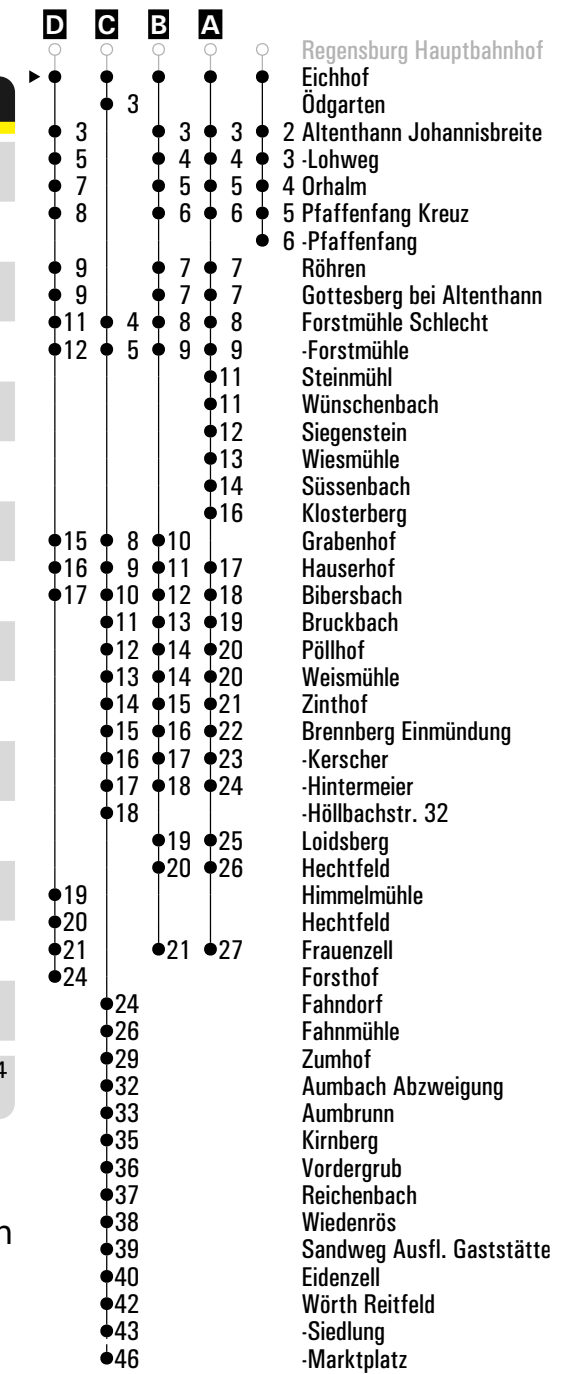 D C B A
Regensburg Hauptbahnhof
Eichhof
3 Ödgarten
3 3 3 2 Altenthann Johannisbreite
5 4 4 3 -Lohweg
7 5 5 4 Orhalm
8 6 6 5 Pfaffenfang Kreuz
6 -Pfaffenfang
9 7 7 Röhren
9 7 7 Gottesberg bei Altenthann
11 4 8 8 Forstmühle Schlecht
12 5 9 9 -Forstmühle
11 Steinmühl
11 Wünschenbach
12 Siegenstein
13 Wiesmühle
14 Süssenbach
16 Klosterberg
15 8 10 Grabenhof
16 9 11 17 Hauserhof
17 10 12 18 Bibersbach
11 13 19 Bruckbach
12 14 20 Pöllhof
13 14 20 Weismühle
14 15 21 Zinthof
15 16 22 Brennberg Einmündung
16 17 23 -Kerscher
17 18 24 -Hintermeier
18 -Höllbachstr. 32
19 25 Loidsberg
20 26 Hechtfeld
19 Himmelmühle
20 Hechtfeld
21 21 27 Frauenzell
24 Forsthof
24 Fahndorf
26 Fahnmühle
29 Zumhof
4
32 Aumbach Abzweigung
33 Aumbrunn
35 Kirnberg
36 Vordergrub
37 Reichenbach
n
38 Wiedenrös
39 Sandweg Ausfl. Gaststätte
40 Eidenzell
42 Wörth Reitfeld
43 -Siedlung
46 -Marktplatz